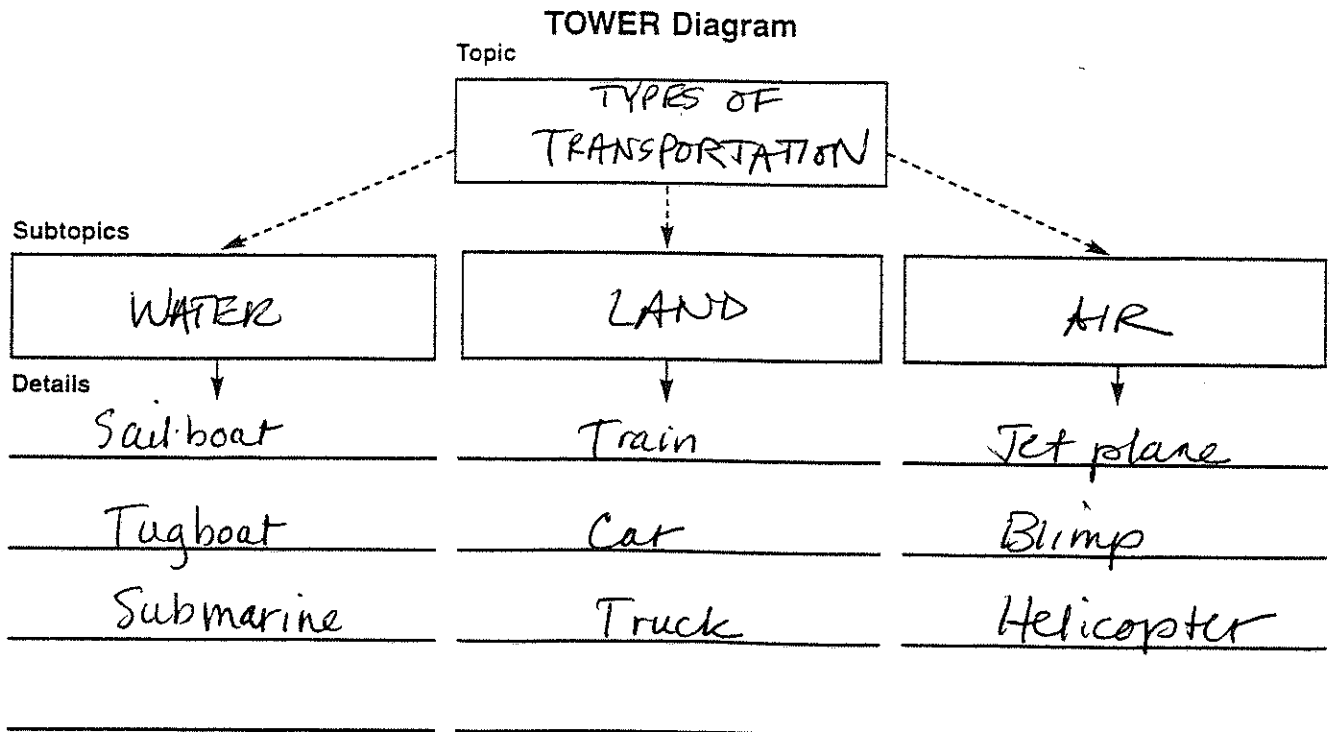 TOWER Diagram
Topic
TYPES OF
TRANSPORTATION
Subtopics
WATER LAND AIR
Details
Sailboat Train Jet plane
Tugboat Car Blimp
Submarine Truck Helicopter